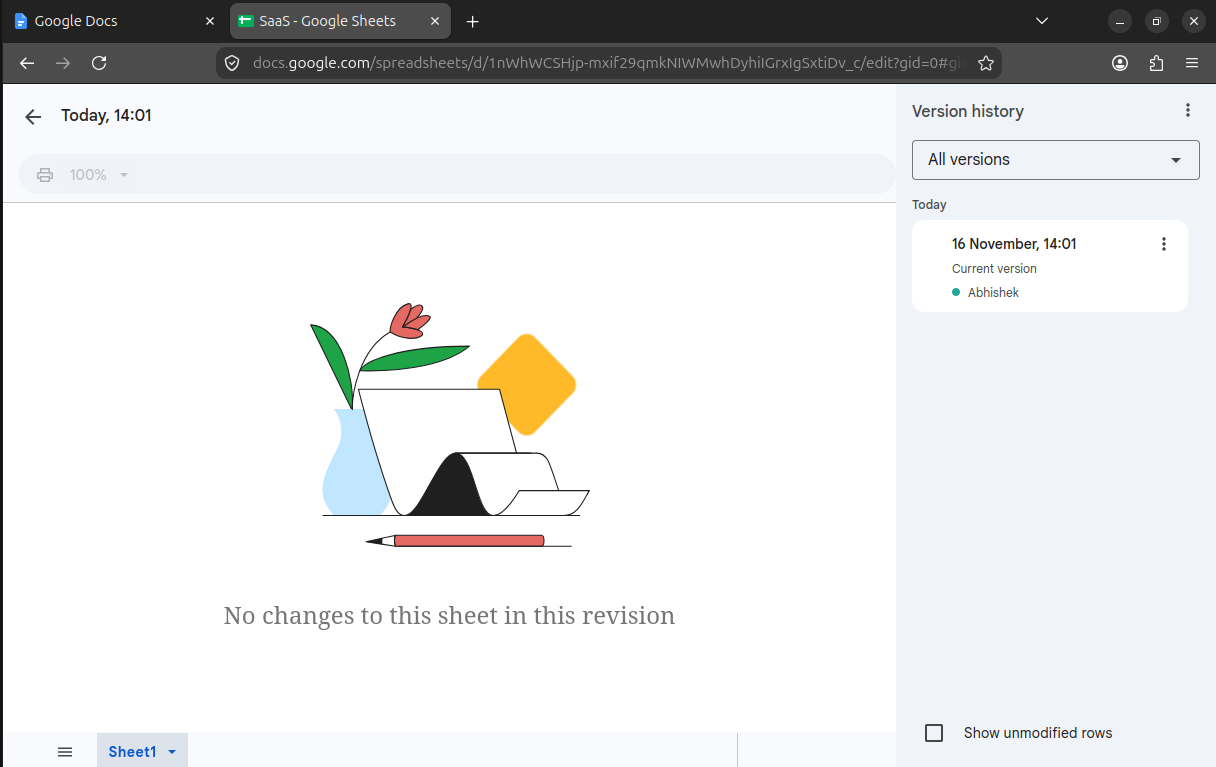 Google Docs
SaaS - Google Sheets
docs.google.com/spreadsheets/d/1nWhWCSHjp-mxif29qmkNIWMwhDyhiIGrxIgSxtiDv_c/edit?gid=0#gi
Today, 14:01
100%
No changes to this sheet in this revision
Sheet1
Version history
All versions
Today
16 November, 14:01
Current version
Abhishek
Show unmodified rows